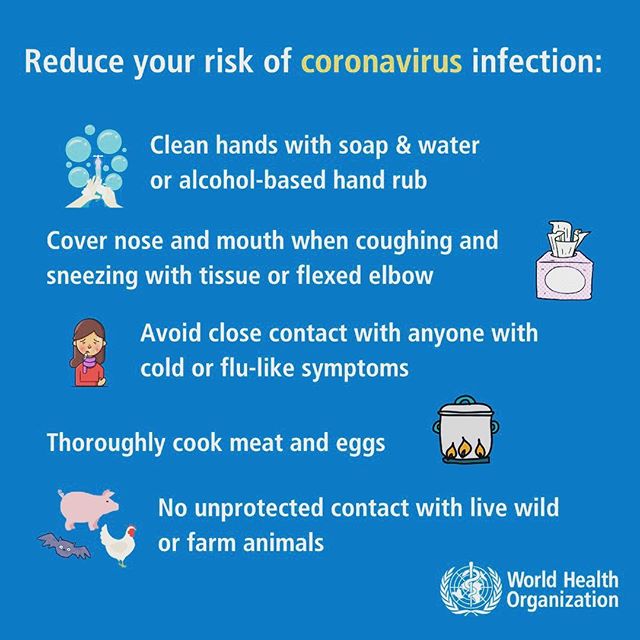 Reduce your risk of coronavirus infection:
Clean hands with soap & water
or alcohol-based hand rub
Cover nose and mouth when coughing and
sneezing with tissue or flexed elbow
Avoid close contact with anyone with
cold or flu-like symptoms
Thoroughly cook meat and eggs
No unprotected contact with live wild
or farm animals
World Health
Organization